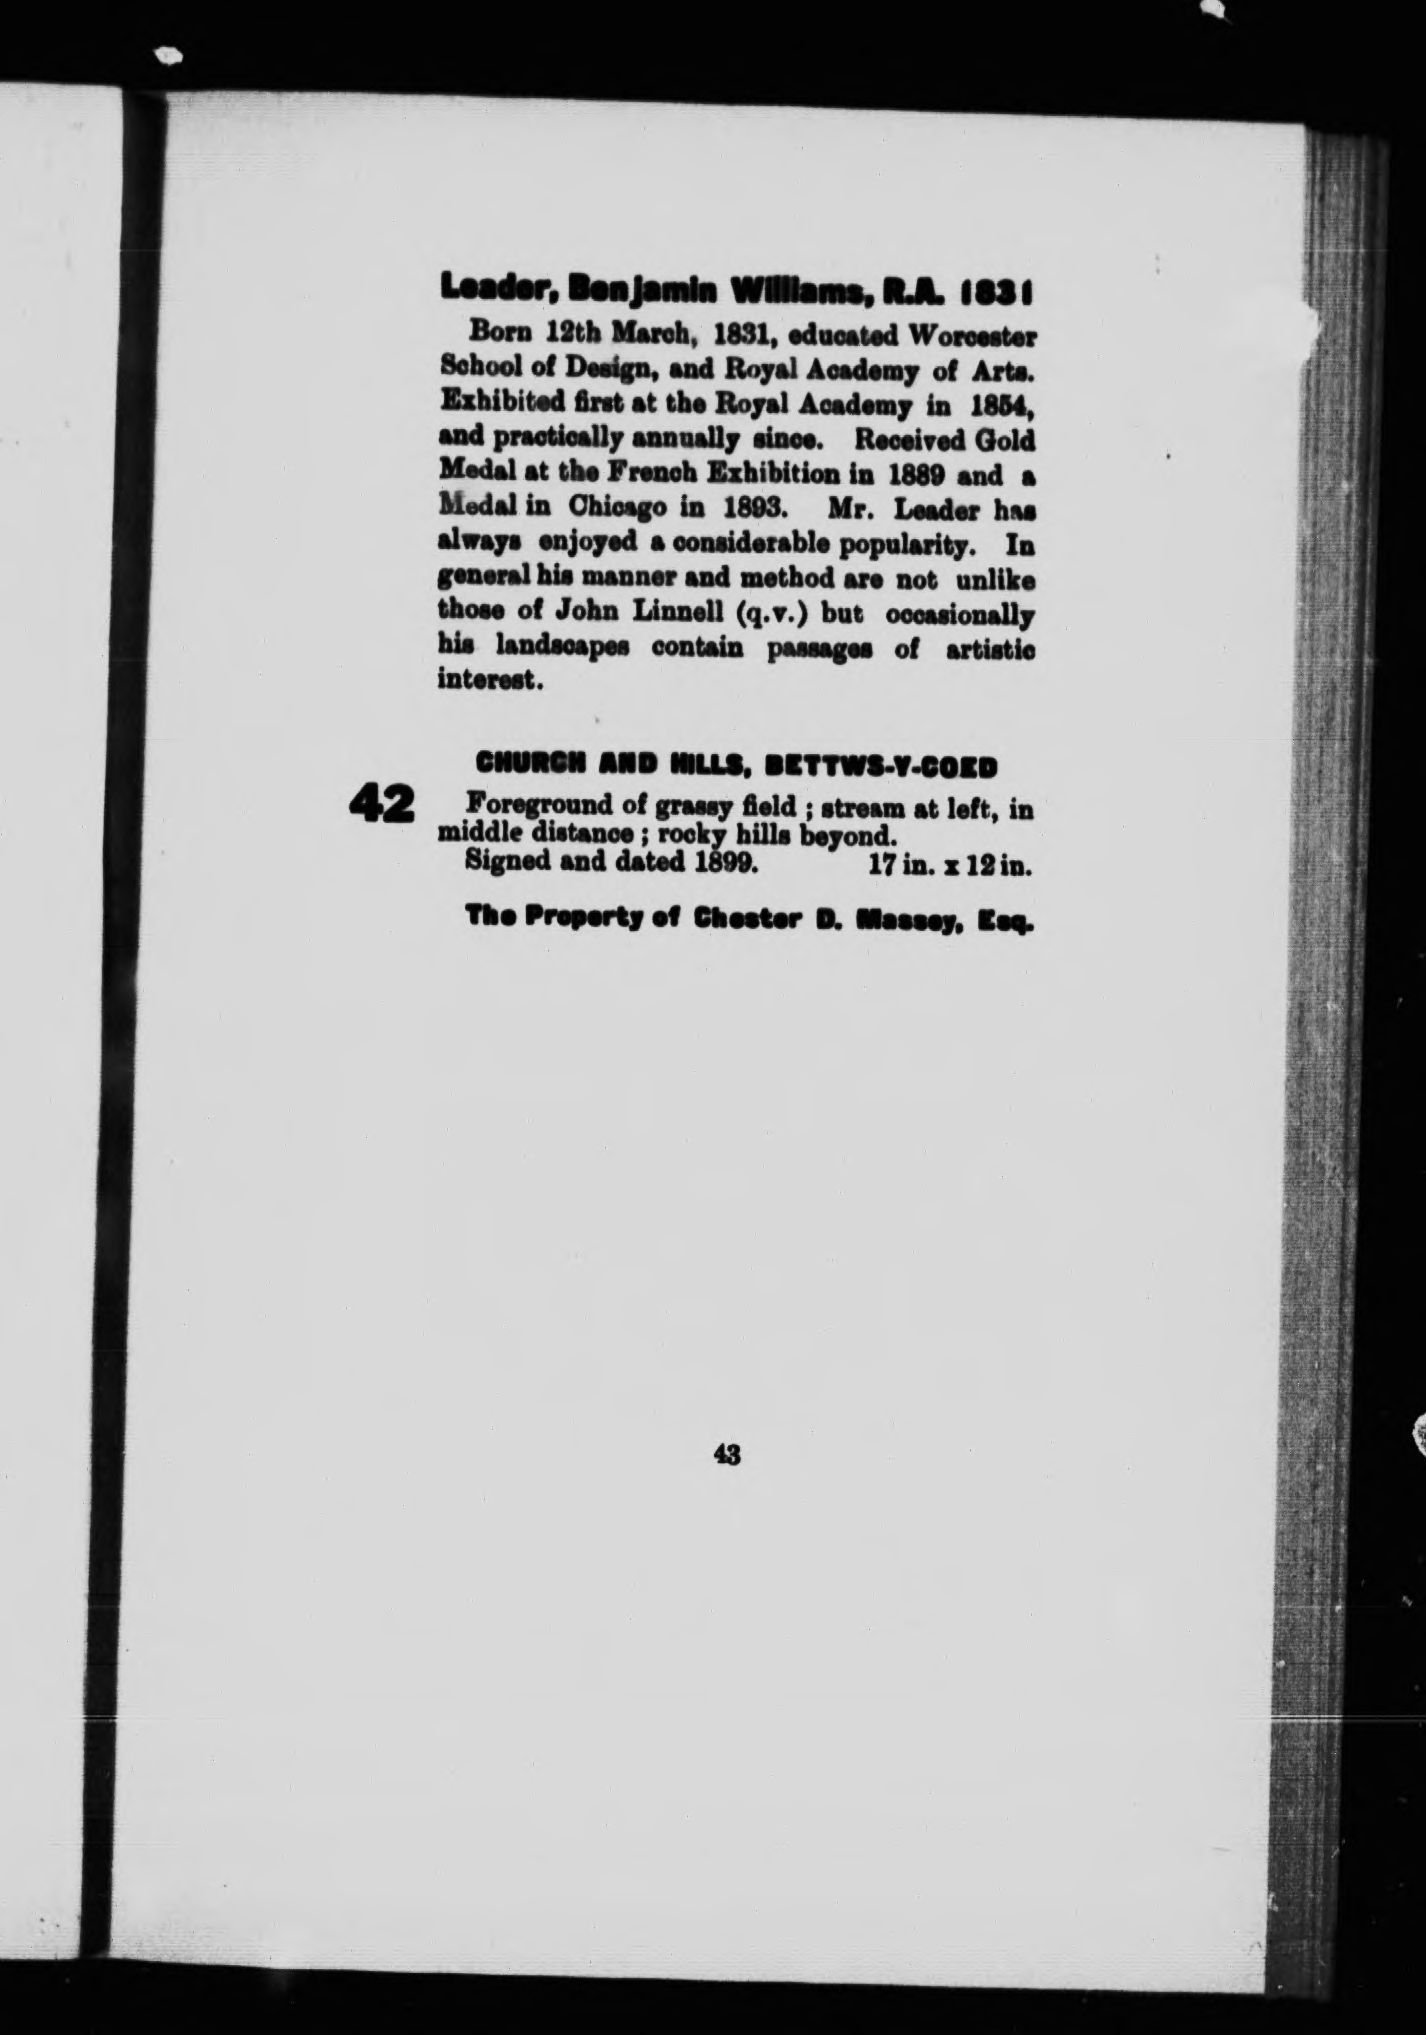 Leader, Benjamin Williams, R.A. 1831
Born 12th March, 1831, educated Worcester
School of Design, and Royal Academy of Arts.
Exhibited first at the Royal Academy in 1854,
and practically annually since. Received Gold
Medal at the French Exhibition in 1889 and a
Medal in Chicago in 1893. Mr. Leader has
always enjoyed a considerable popularity. In
general his manner and method are not unlike
those of John Linnell (q.v.) but occasionally
his landscapes contain passages of artistic
interest.
CHURCH AND HILLS, BETTWS-Y-COED
42 Foreground of grassy field ; stream at left, in
middle distance ; rocky hills beyond.
Signed and dated 1899. 17 in. x 12 in.
The Property of Chester D. Massey, Esq.
43